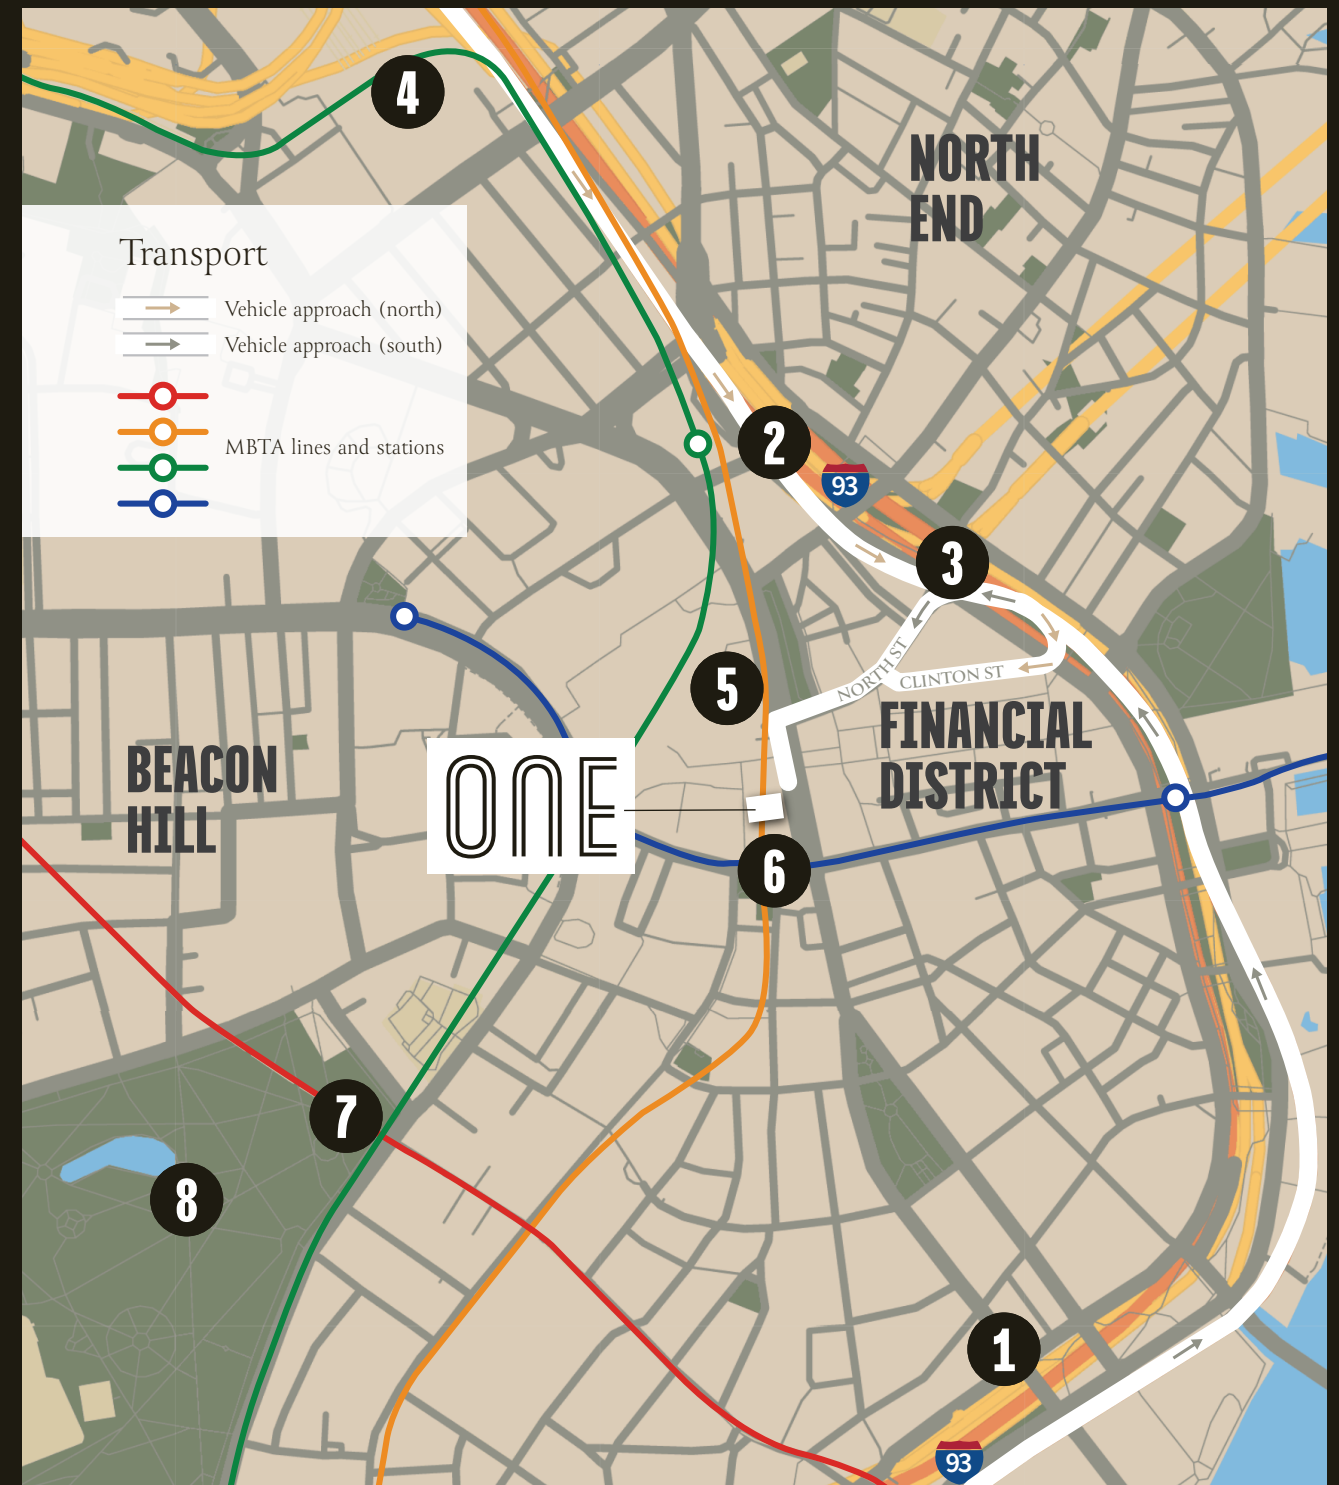 4
NORTH
END
Transport
Vehicle approach (north)
Vehicle approach (south)
MBTA lines and stations
2
93
3
NORTH ST
CLINTON ST
5
FINANCIAL
DISTRICT
BEACON
HILL
ONE
6
7
8
1
93